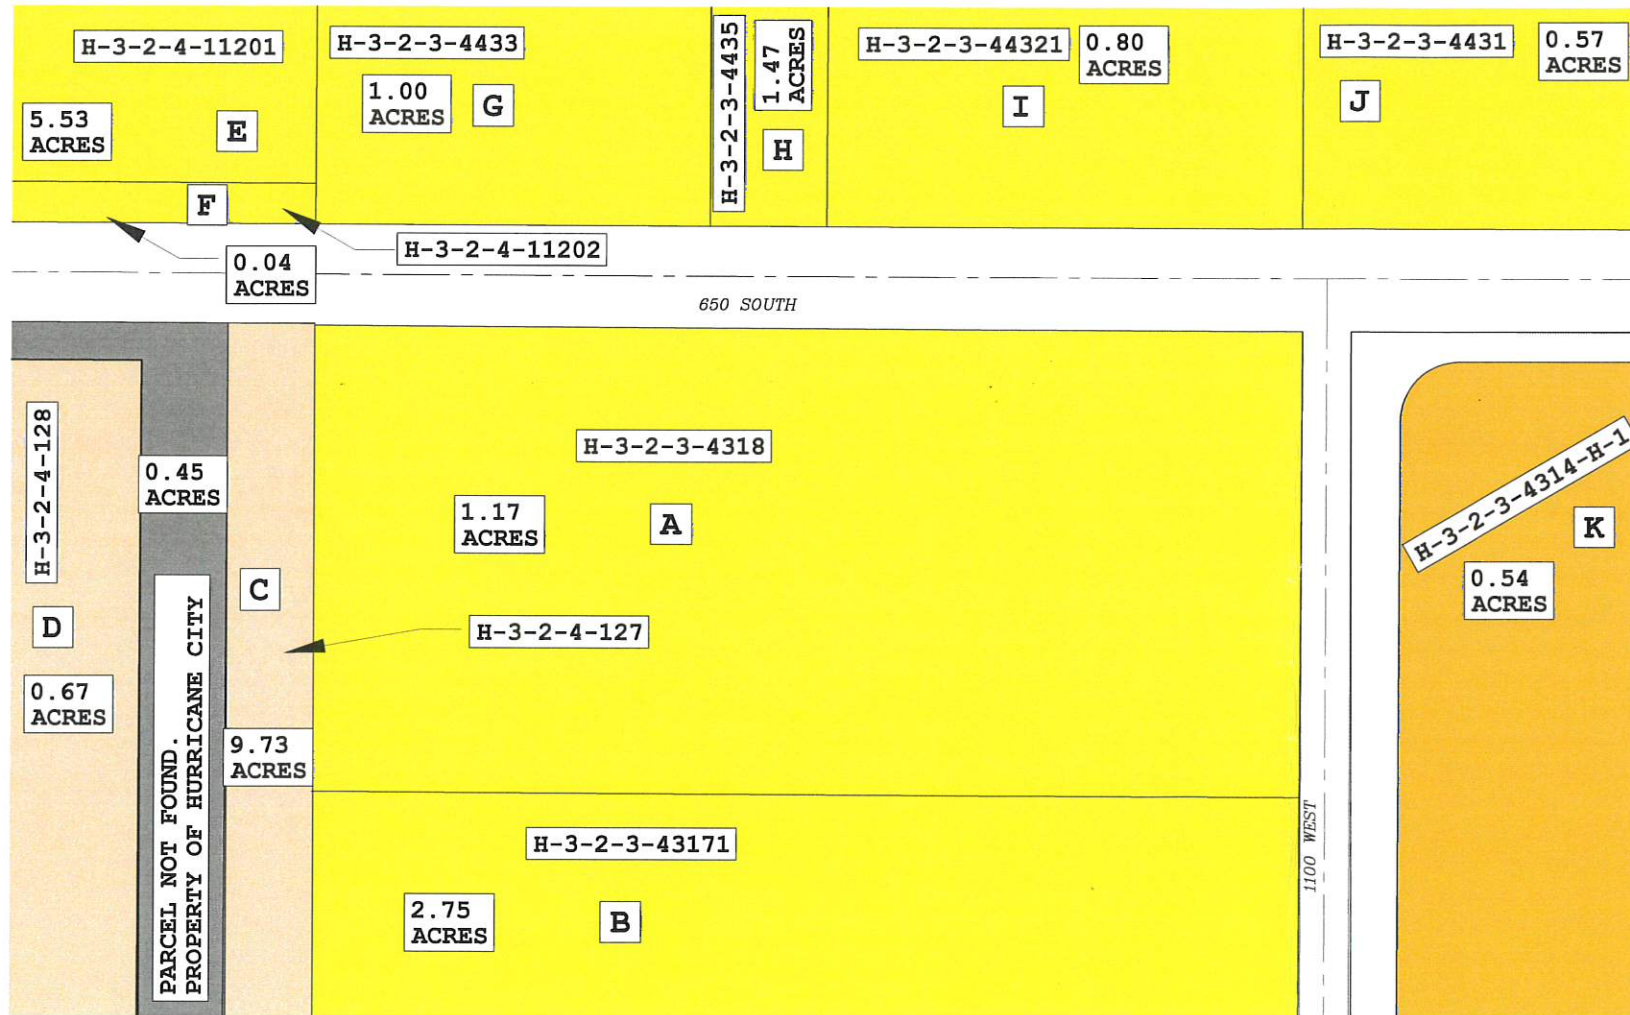 H-3-2-4-11201
5.53
ACRES
E
F
H-3-2-3-4433
1.00
ACRES
G
H-3-2-3-4435
1.47
ACRES
H
H-3-2-3-44321
0.80
ACRES
I
H-3-2-3-4431
0.57
ACRES
J
H-3-2-4-11202
0.04
ACRES
650 SOUTH
H-3-2-4-128
D
0.67
ACRES
0.45
ACRES
PARCEL NOT FOUND.
PROPERTY OF HURRICANE CITY
C
H-3-2-4-127
9.73
ACRES
H-3-2-3-4318
1.17
ACRES
A
H-3-2-3-43171
2.75
ACRES
B
1100 WEST
H-3-2-3-4314-H-1
K
0.54
ACRES